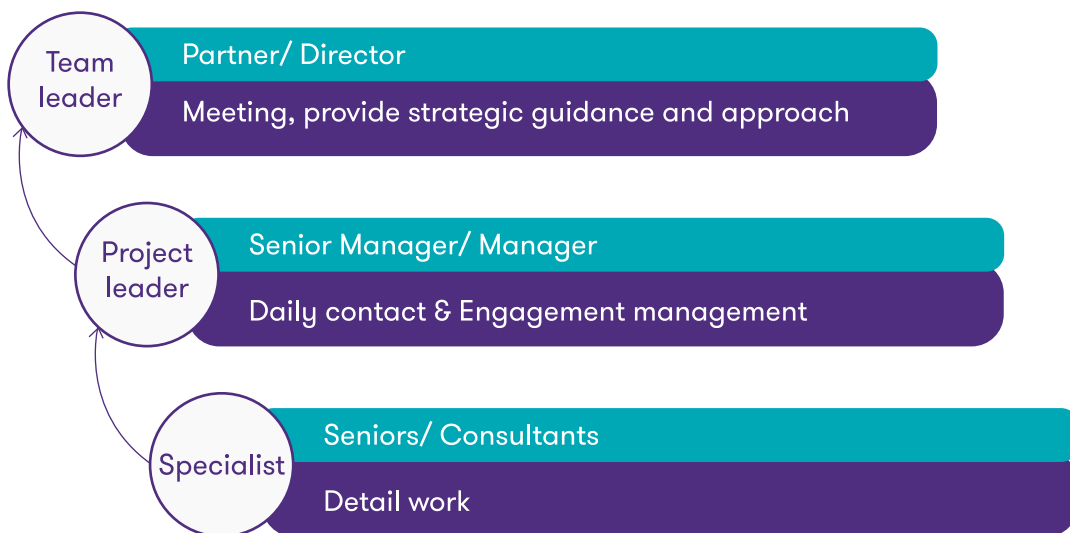 Team
leader
Partner/ Director
Meeting, provide strategic guidance and approach
Project
leader
Senior Manager/ Manager
Daily contact & Engagement management
Specialist
Seniors/ Consultants
Detail work